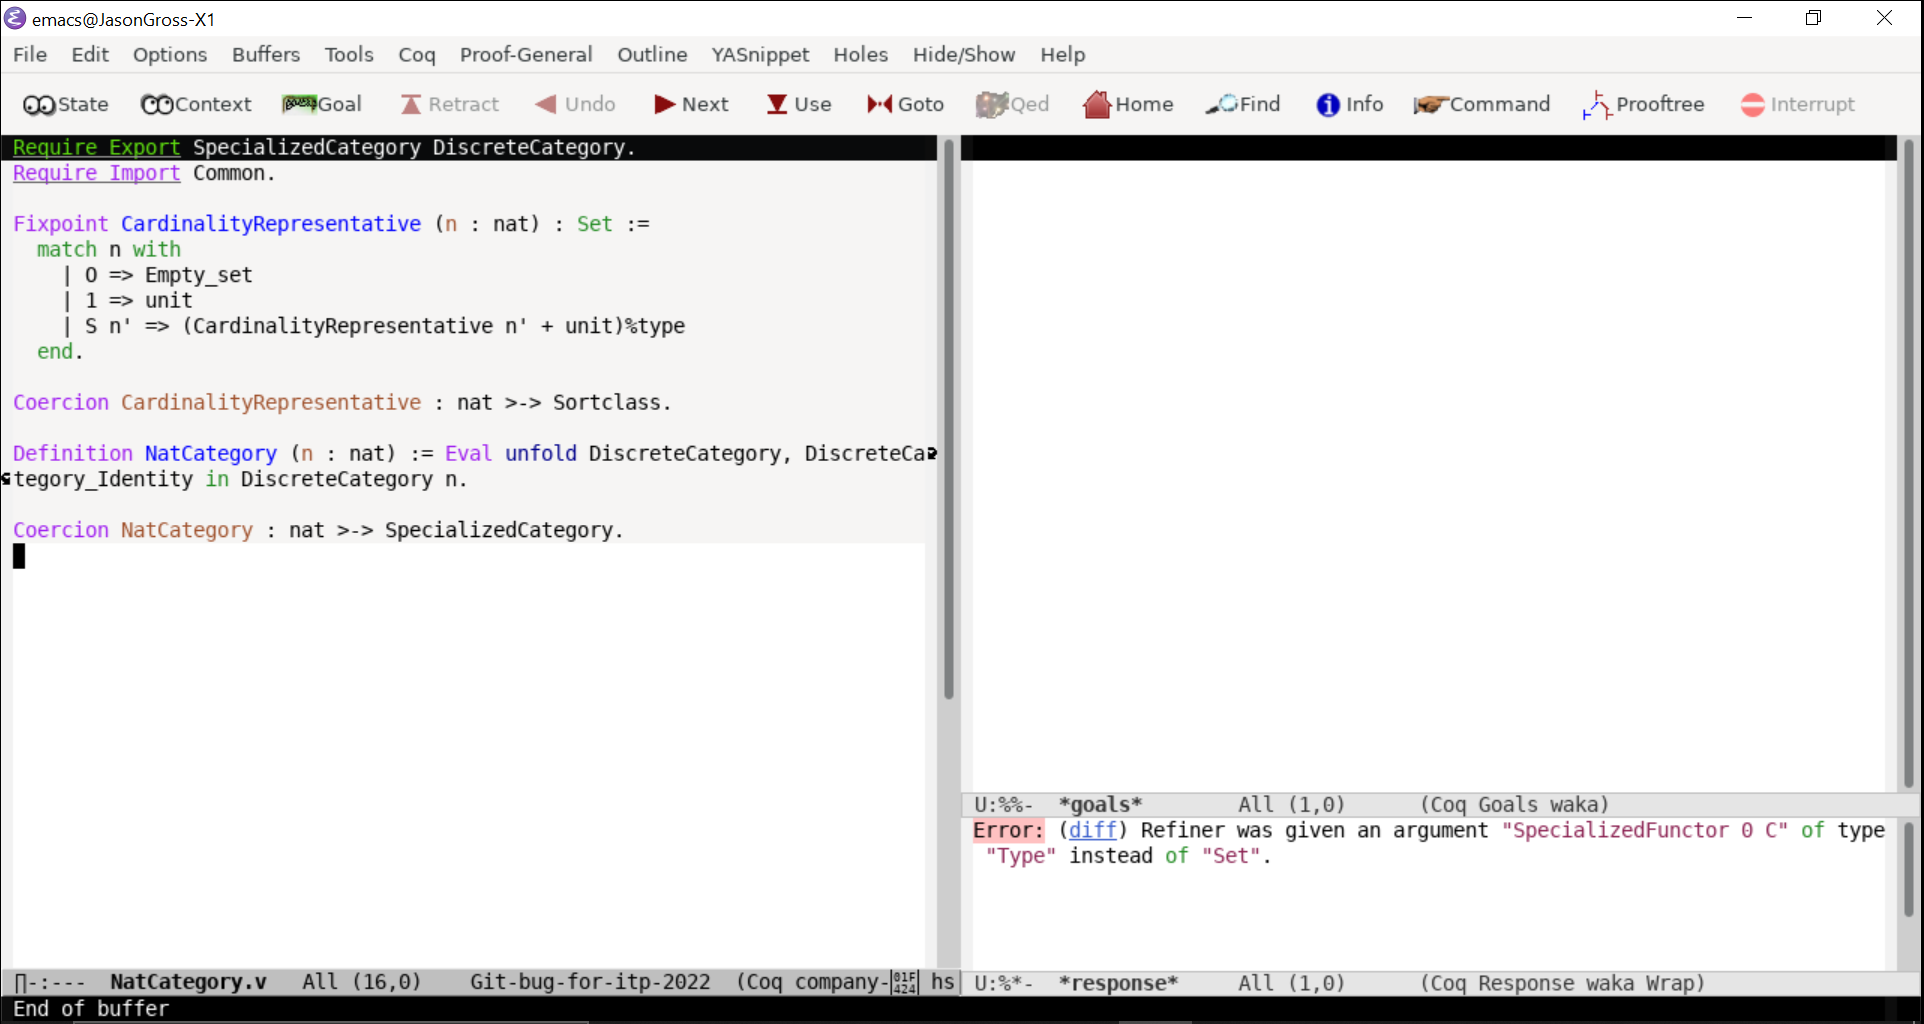 emacs@JasonGross-X1
File Edit Options Buffers Tools Coq Proof-General Outline YASnippet Holes Hide/Show Help
State Context Goal Retract Undo Next Use Goto Qed Home Find Info Command Prooftree Interrupt
Require Export SpecializedCategory DiscreteCategory.
Require Import Common.
Fixpoint CardinalityRepresentative (n : nat) : Set :=
match n with
| O => Empty_set
| 1 => unit
| S n' => (CardinalityRepresentative n' + unit)%type
end.
Coercion CardinalityRepresentative : nat >-> Sortclass.
Definition NatCategory (n : nat) := Eval unfold DiscreteCategory, DiscreteCa
tegory_Identity in DiscreteCategory n.
Coercion NatCategory : nat >-> SpecializedCategory.
U:%%- *goals* All (1,0) (Coq Goals waka)
Error: (diff) Refiner was given an argument "SpecializedFunctor 0 C" of type
"Type" instead of "Set".
-:--- NatCategory.v All (16,0) Git-bug-for-itp-2022 (Coq company-01F424 hs
U:%*- *response* All (1,0) (Coq Response waka Wrap)
End of buffer